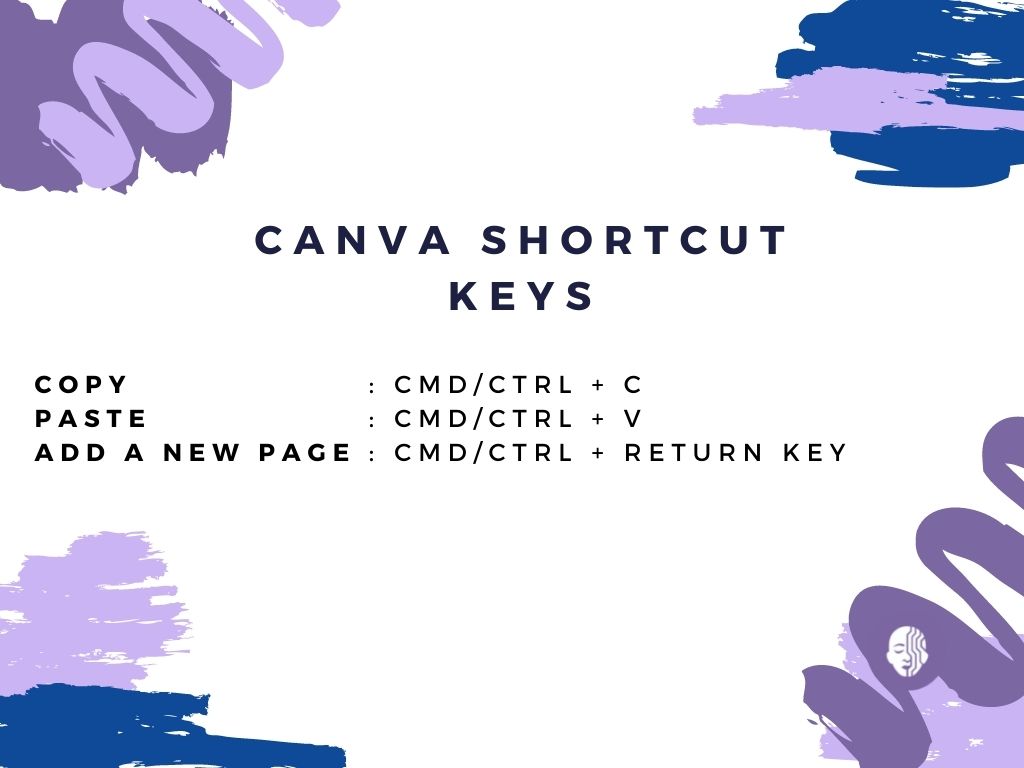 CANVA SHORTCUT
KEYS
COPY : CMD/CTRL + C
PASTE : CMD/CTRL + V
ADD A NEW PAGE : CMD/CTRL + RETURN KEY